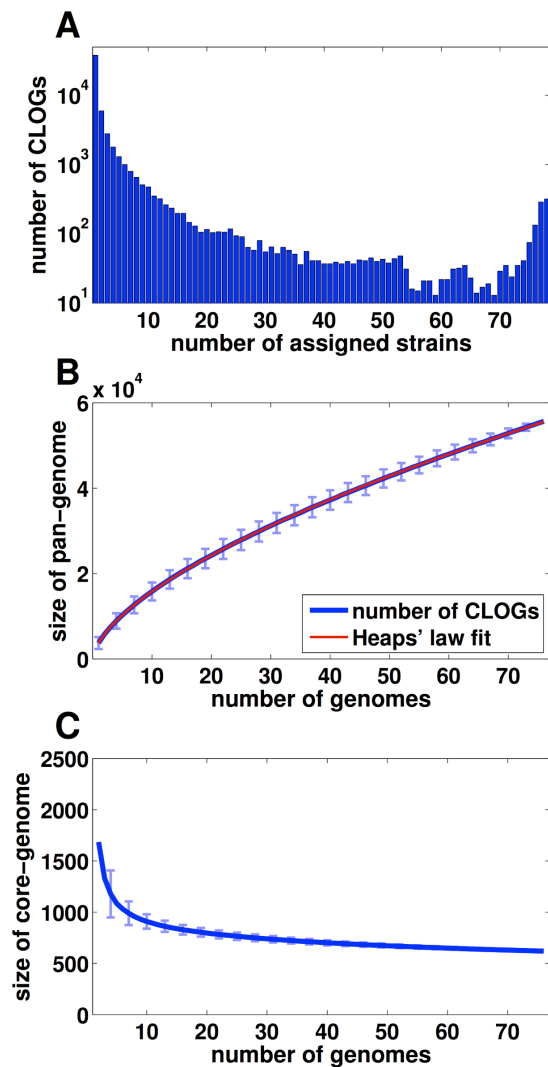 A
number of CLOGs
10^4
10^3
10^2
10^1
10 20 30 40 50 60 70
number of assigned strains
B
x 10^4
size of pan-genome
6
4
2
0
number of CLOGs
Heaps' law fit
10 20 30 40 50 60 70
number of genomes
C
size of core-genome
2500
2000
1500
1000
500
0
10 20 30 40 50 60 70
number of genomes